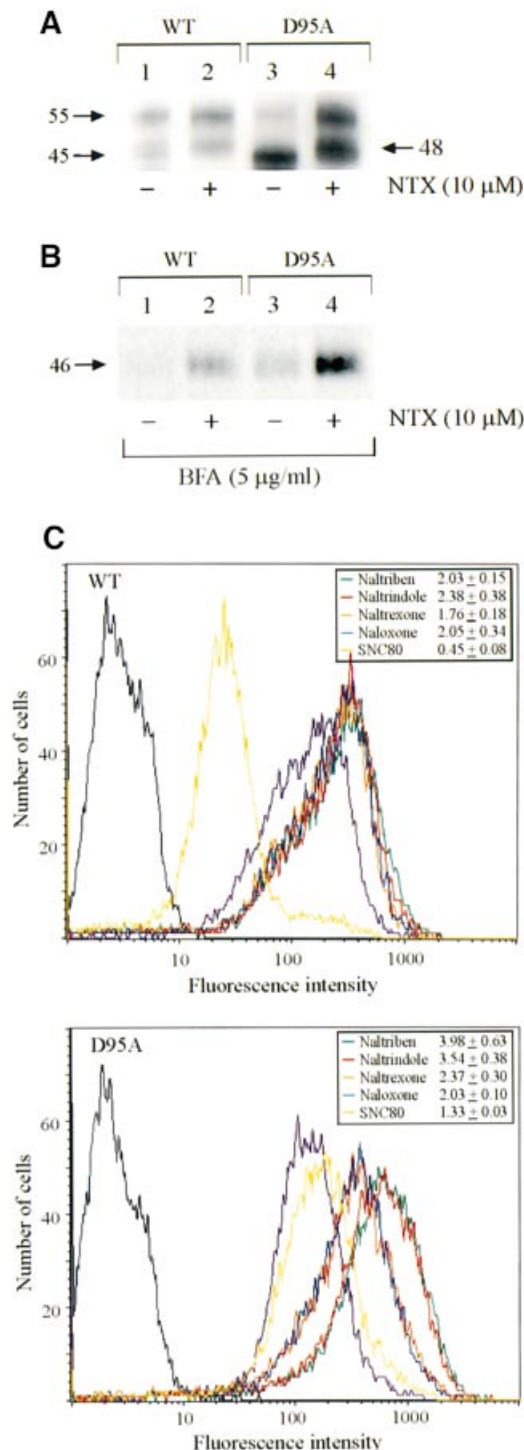 A
WT D95A
1 2 3 4
55
45 48
– + – + NTX (10 µM)
B
WT D95A
1 2 3 4
46
– + – + NTX (10 µM)
BFA (5 µg/ml)
C
WT
Naltriben 2.03 ± 0.15
Naltrindole 2.38 ± 0.38
Naltrexone 1.76 ± 0.18
Naloxone 2.05 ± 0.34
SNC80 0.45 ± 0.08
Number of cells
60
40
20
10 100 1000
Fluorescence intensity
D95A
Naltriben 3.98 ± 0.63
Naltrindole 3.54 ± 0.38
Naltrexone 2.37 ± 0.30
Naloxone 2.03 ± 0.10
SNC80 1.33 ± 0.03
Number of cells
60
40
20
10 100 1000
Fluorescence intensity